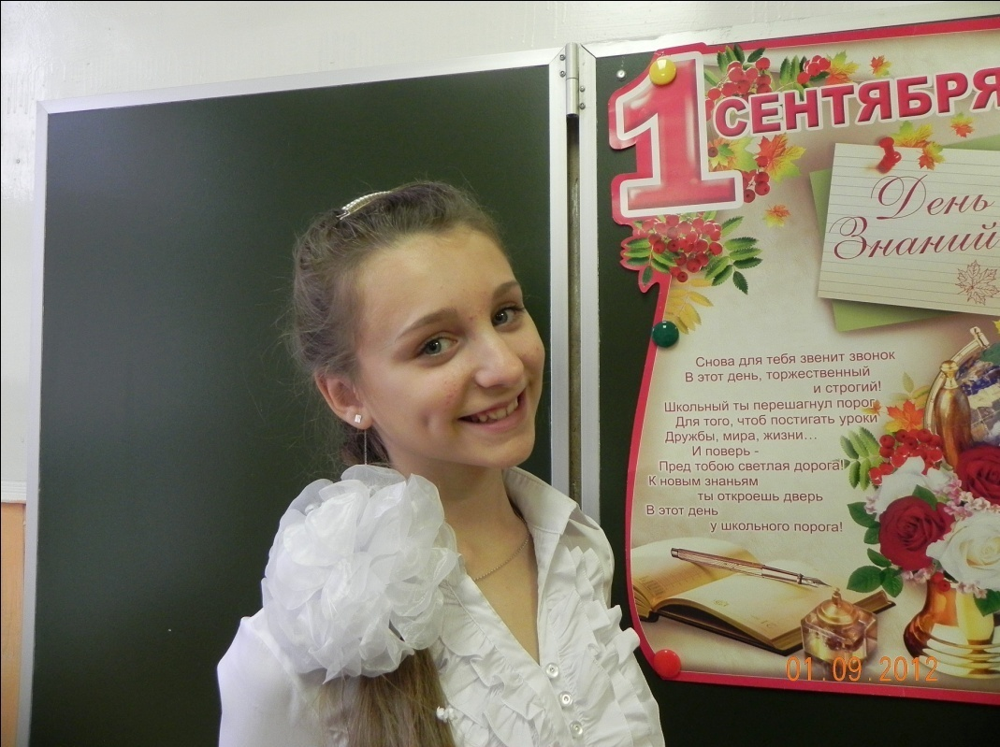 1 СЕНТЯБРЯ
День
Знаний
Снова для тебя звенит звонок
В этот день, торжественный
и строгий!
Школьный ты перешагнул порог
Для того, чтоб постигать уроки
Дружбы, мира, жизни...
И поверь -
Пред тобою светлая дорога!
К новым знаньям
ты откроешь дверь
В этот день
у школьного порога!
01.09.2012